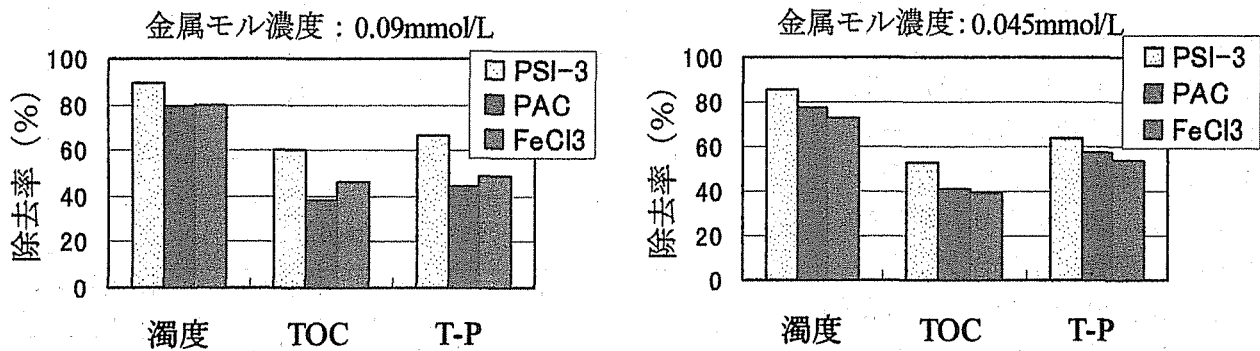 金属モル濃度：0.09mmol/L
除去率 (%)
100
80
60
40
20
0
PSI-3
PAC
FeCl3
濁度
TOC
T-P
金属モル濃度:0.045mmol/L
除去率 (%)
100
80
60
40
20
0
PSI-3
PAC
FeCl3
濁度
TOC
T-P